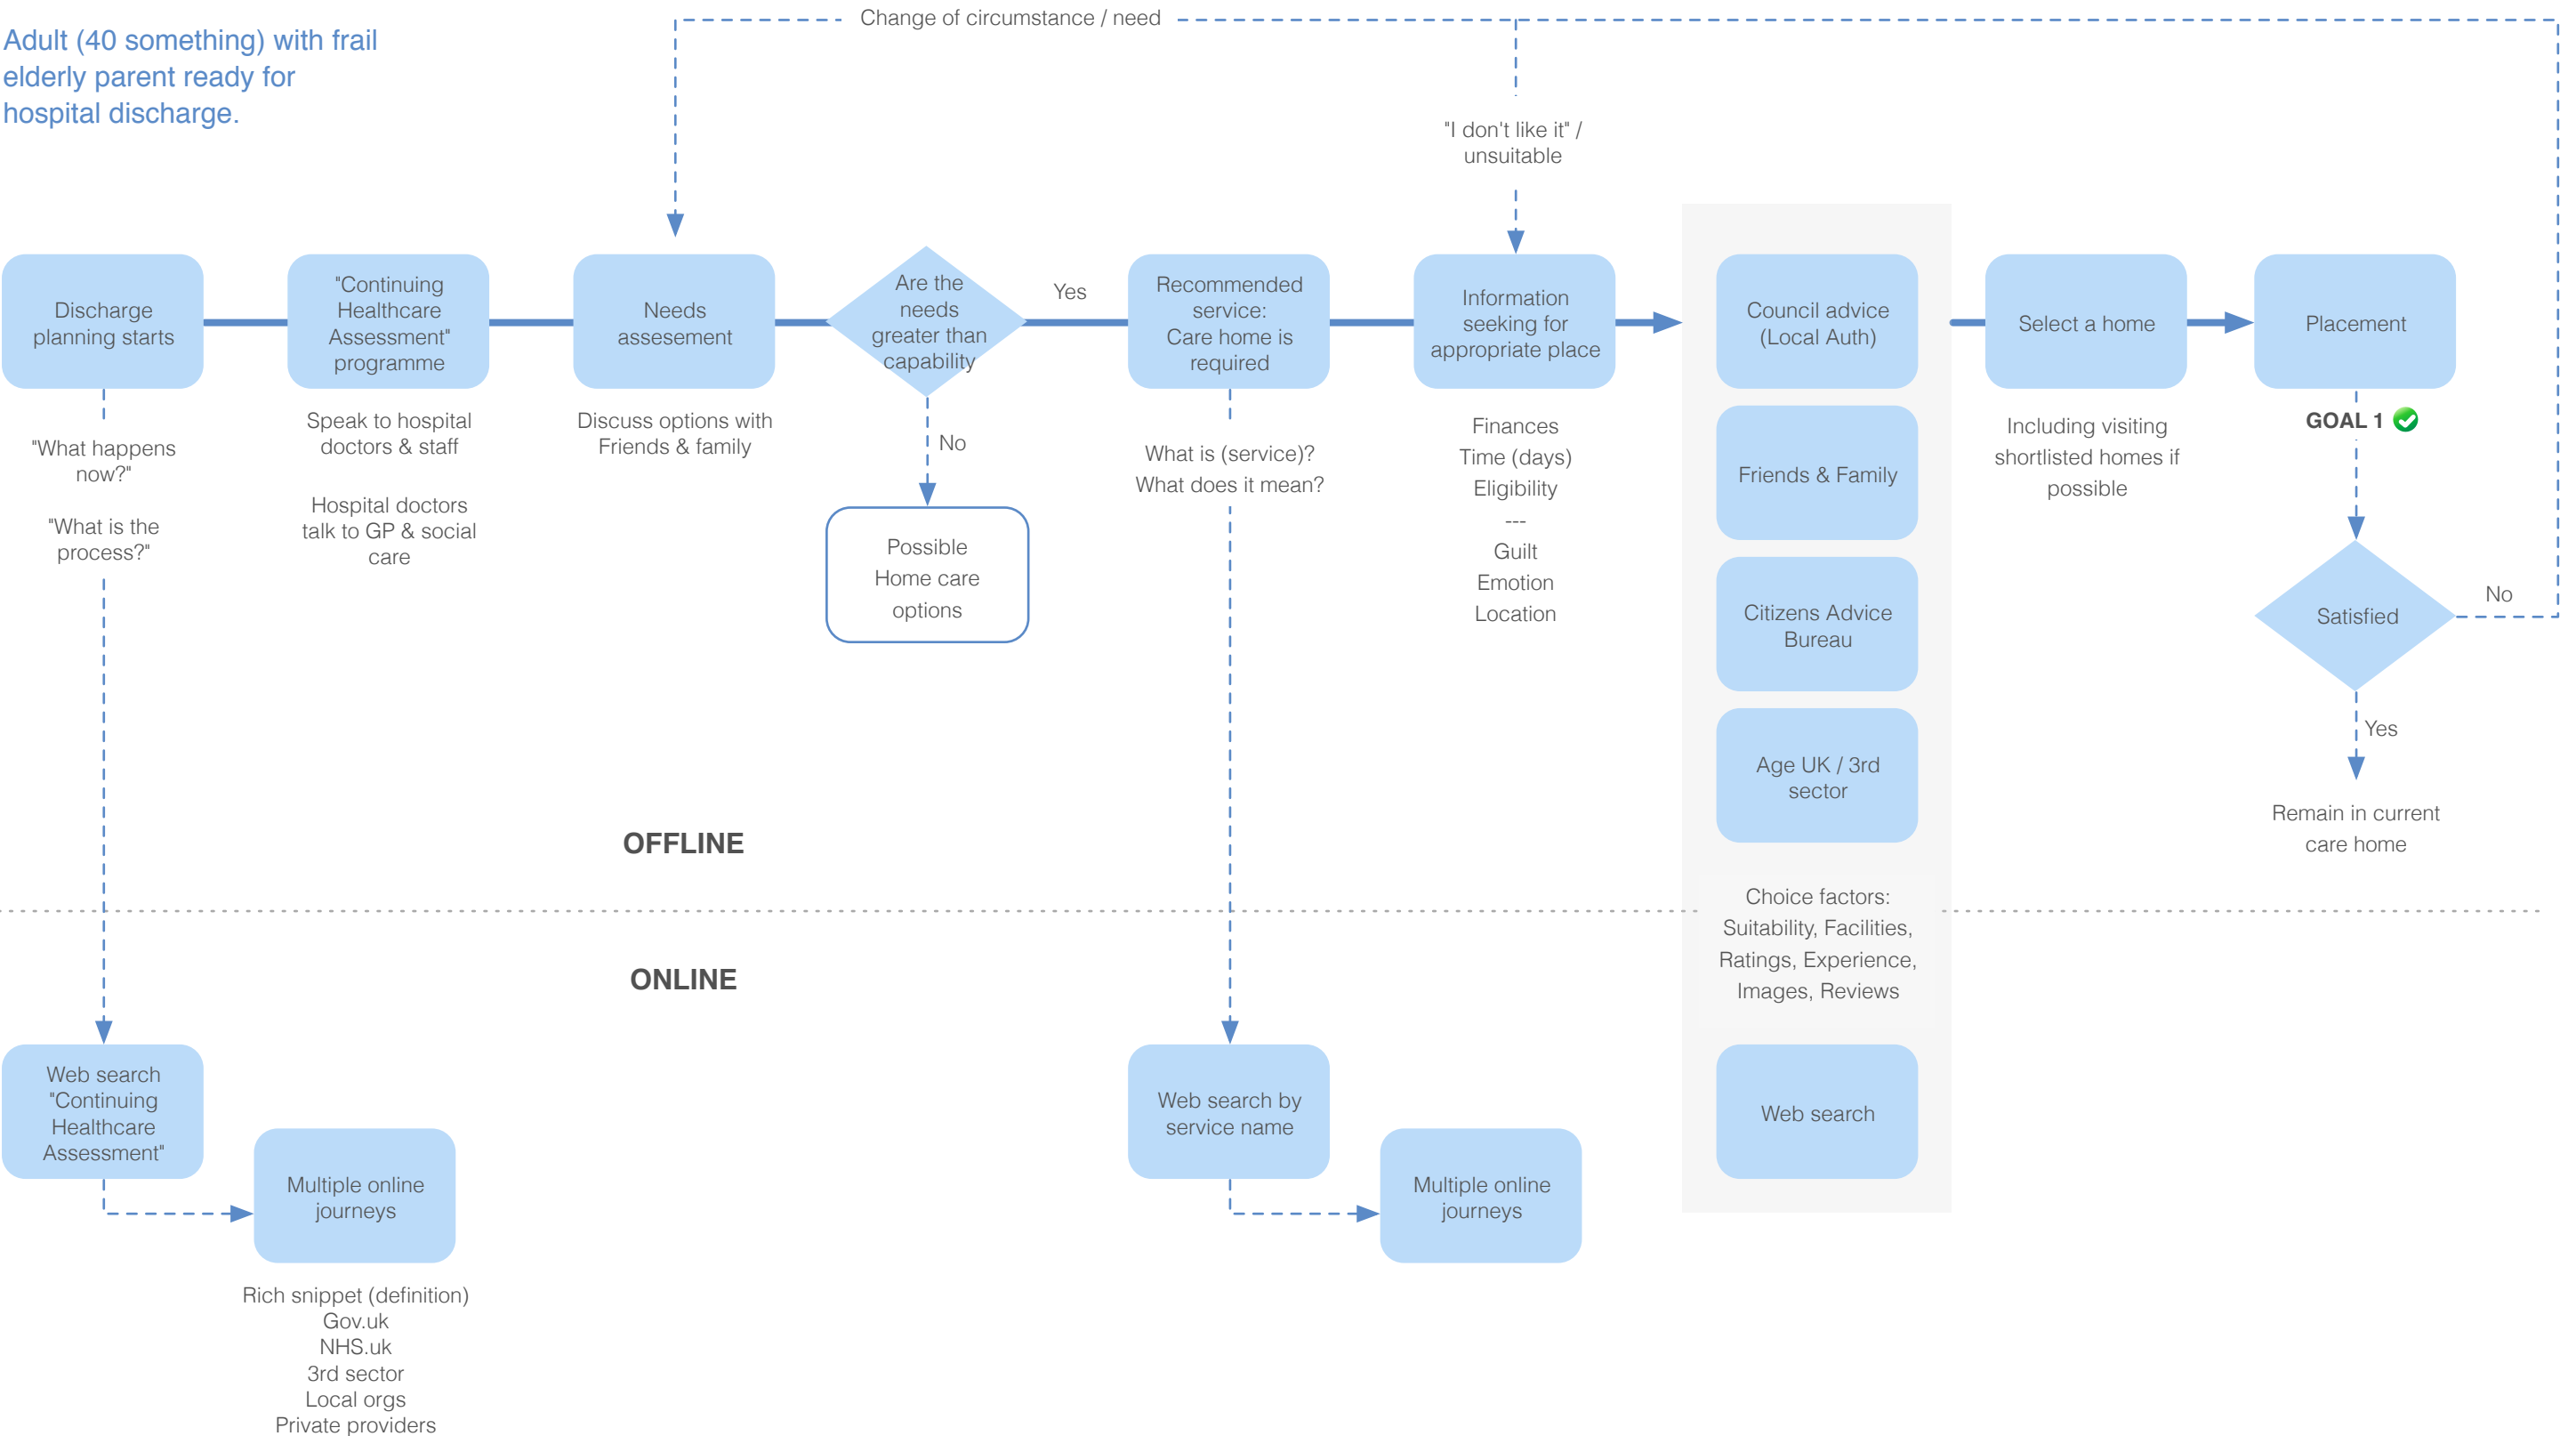 Change of circumstance / need
Adult (40 something) with frail
elderly parent ready for
hospital discharge.
"I don't like it" /
unsuitable
Discharge
planning starts
"Continuing
Healthcare
Assessment"
programme
Needs
assesement
Are the
needs
greater than
capability
Yes
Recommended
service:
Care home is
required
Information
seeking for
appropriate place
Council advice
(Local Auth)
Select a home
Placement
"What happens
now?"
"What is the
process?"
Speak to hospital
doctors & staff
Hospital doctors
talk to GP & social
care
Discuss options with
Friends & family
No
Possible
Home care
options
What is (service)?
What does it mean?
Finances
Time (days)
Eligibility
---
Guilt
Emotion
Location
Friends & Family
Citizens Advice
Bureau
Age UK / 3rd
sector
Including visiting
shortlisted homes if
possible
GOAL 1
Satisfied
No
Yes
Remain in current
care home
OFFLINE
Choice factors:
Suitability, Facilities,
Ratings, Experience,
Images, Reviews
ONLINE
Web search
"Continuing
Healthcare
Assessment"
Multiple online
journeys
Rich snippet (definition)
Gov.uk
NHS.uk
3rd sector
Local orgs
Private providers
Web search by
service name
Multiple online
journeys
Web search